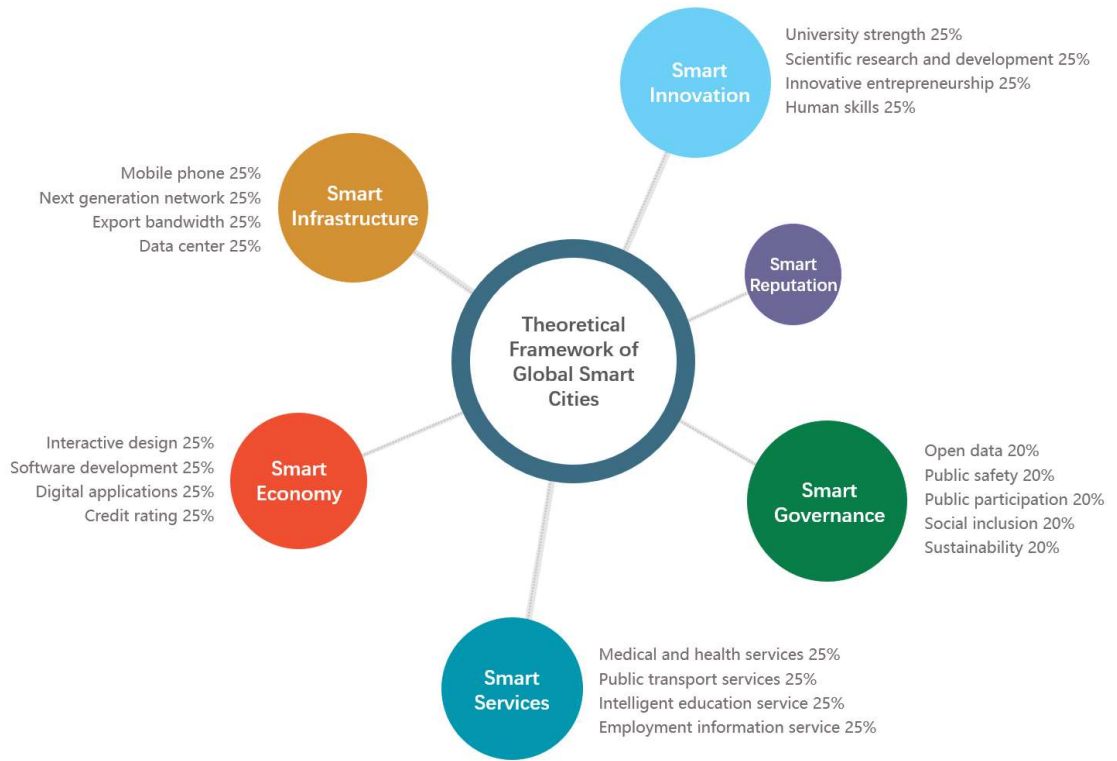 Theoretical
Framework of
Global Smart
Cities
Smart
Innovation
University strength 25%
Scientific research and development 25%
Innovative entrepreneurship 25%
Human skills 25%
Smart
Reputation
Smart
Governance
Open data 20%
Public safety 20%
Public participation 20%
Social inclusion 20%
Sustainability 20%
Smart
Services
Medical and health services 25%
Public transport services 25%
Intelligent education service 25%
Employment information service 25%
Smart
Economy
Interactive design 25%
Software development 25%
Digital applications 25%
Credit rating 25%
Smart
Infrastructure
Mobile phone 25%
Next generation network 25%
Export bandwidth 25%
Data center 25%